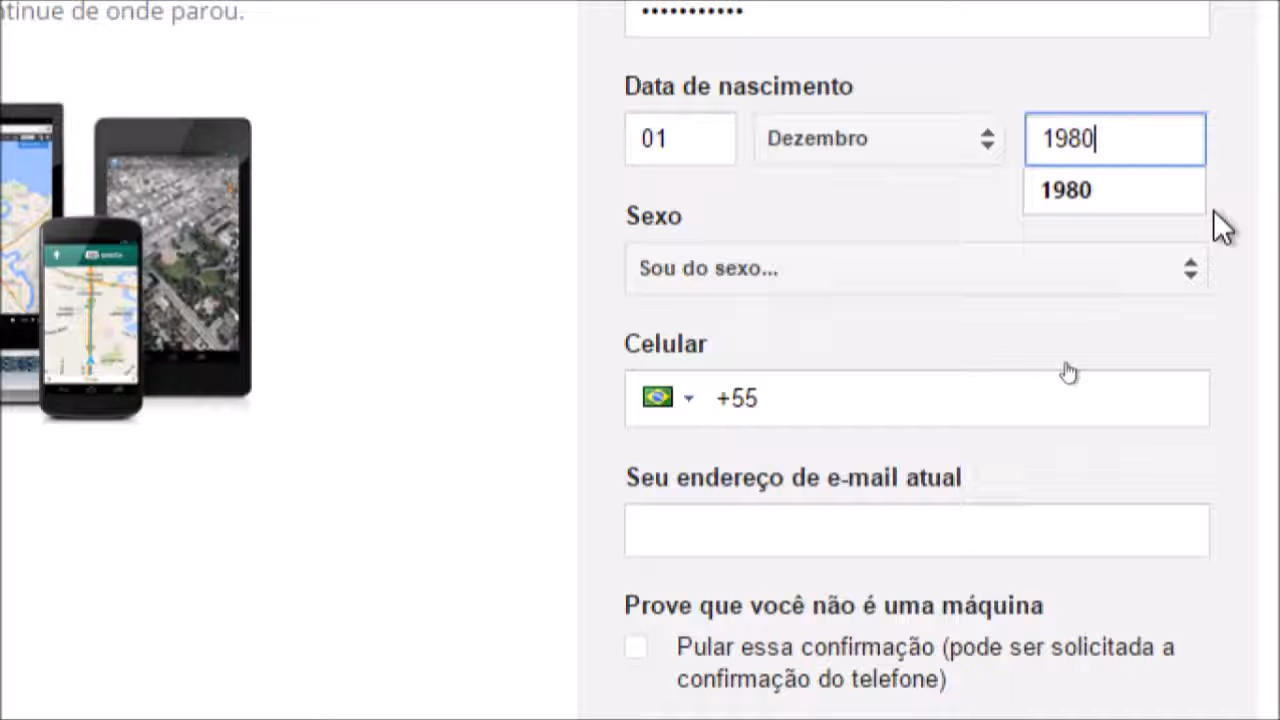 ntinue de onde parou.
•••••••••••
Data de nascimento
01
Dezembro
1980
1980
Sexo
Sou do sexo...
Celular
+55
Seu endereço de e-mail atual
Prove que você não é uma máquina
Pular essa confirmação (pode ser solicitada a
confirmação do telefone)